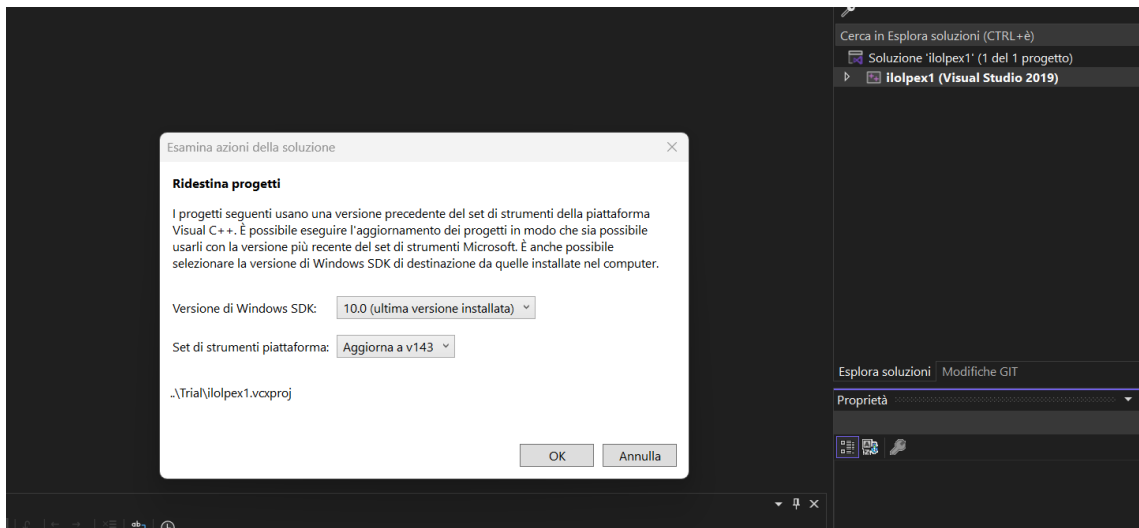 Cerca in Esplora soluzioni (CTRL+è)
Soluzione 'ilolpex1' (1 del 1 progetto)
ilolpex1 (Visual Studio 2019)
Esamina azioni della soluzione
Ridestina progetti
I progetti seguenti usano una versione precedente del set di strumenti della piattaforma
Visual C++. È possibile eseguire l'aggiornamento dei progetti in modo che sia possibile
usarli con la versione più recente del set di strumenti Microsoft. È anche possibile
selezionare la versione di Windows SDK di destinazione da quelle installate nel computer.
Versione di Windows SDK: 10.0 (ultima versione installata)
Set di strumenti piattaforma: Aggiorna a v143
..\Trial\ilolpex1.vcxproj
OK Annulla
Esplora soluzioni Modifiche GIT
Proprietà